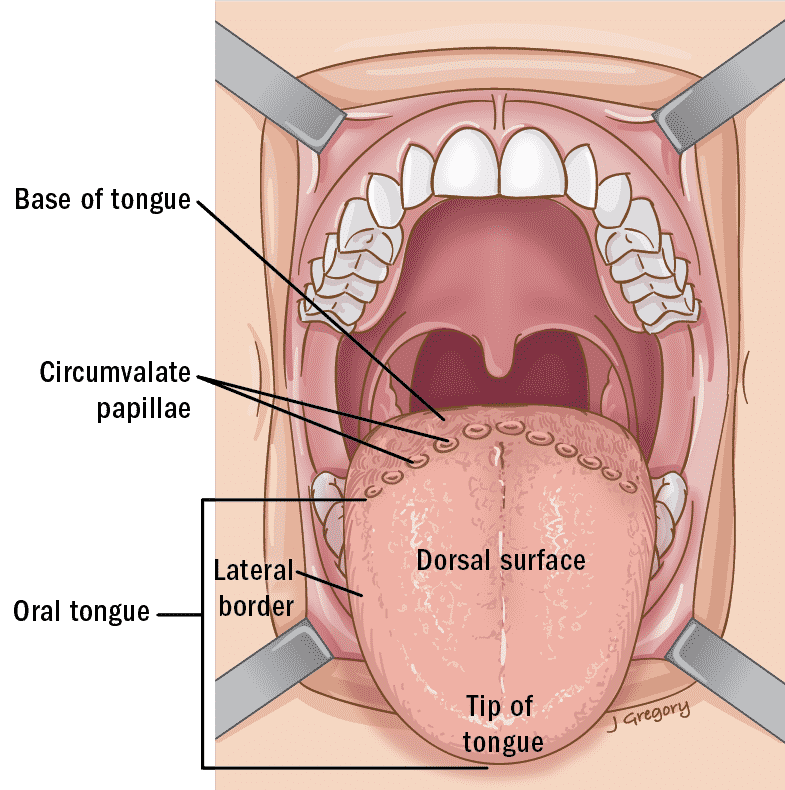 Base of tongue
Circumvalate
papillae
Dorsal surface
Lateral
border
Oral tongue
Tip of
tongue
J Gregory